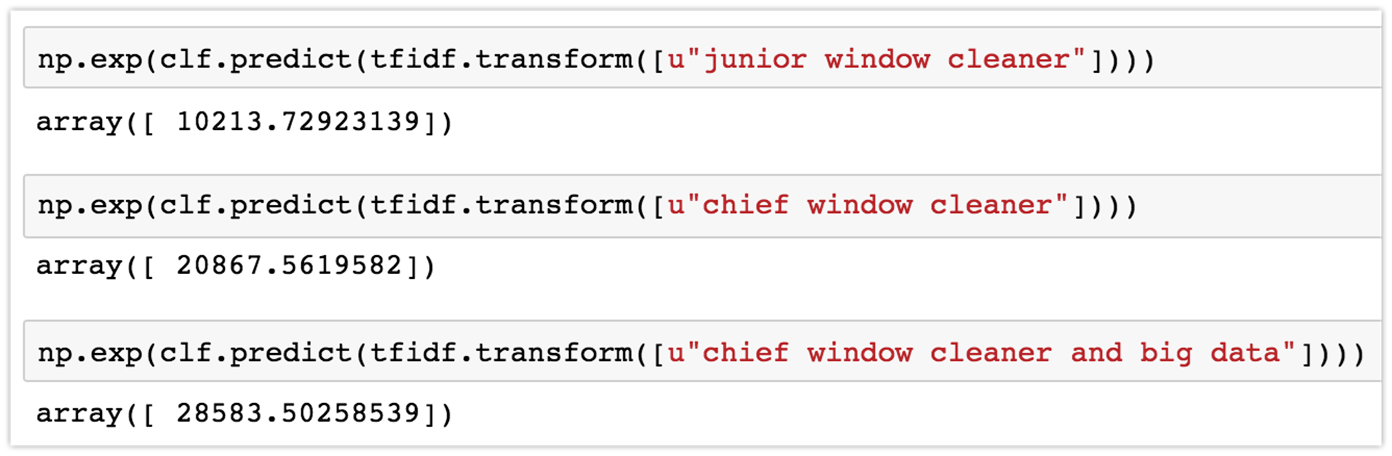 np.exp(clf.predict(tfidf.transform([u"junior window cleaner"])))
array([ 10213.72923139])
np.exp(clf.predict(tfidf.transform([u"chief window cleaner"])))
array([ 20867.5619582])
np.exp(clf.predict(tfidf.transform([u"chief window cleaner and big data"])))
array([ 28583.50258539])